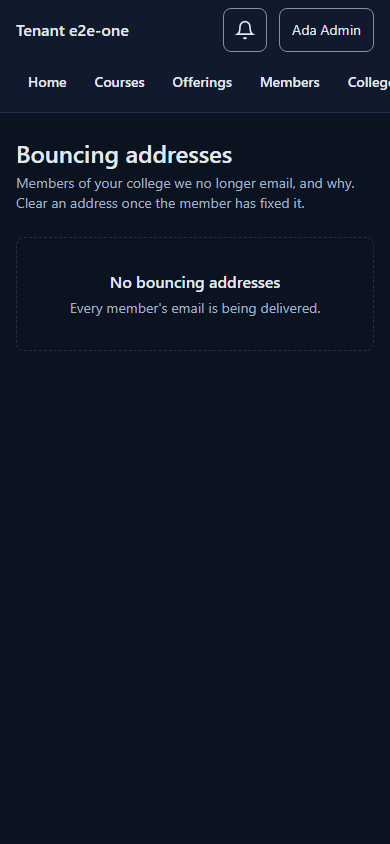 Tenant e2e-one
Ada Admin
Home Courses Offerings Members Colleg
Bouncing addresses
Members of your college we no longer email, and why.
Clear an address once the member has fixed it.
No bouncing addresses
Every member's email is being delivered.